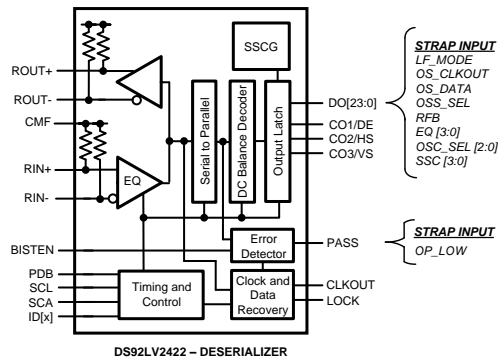 SSCG
STRAP INPUT
LF_MODE
OS_CLKOUT
OS_DATA
OSS_SEL
RFB
EQ [3:0]
OSC_SEL [2:0]
SSC [3:0]
ROUT+
ROUT-
CMF
RIN+
RIN-
EQ
Serial to Parallel
DC Balance Decoder
Output Latch
DO[23:0]
CO1/DE
CO2/HS
CO3/VS
BISTEN
Error
Detector
PASS
STRAP INPUT
OP_LOW
PDB
SCL
SCA
ID[x]
Timing and
Control
Clock and
Data
Recovery
CLKOUT
LOCK
DS92LV2422 – DESERIALIZER